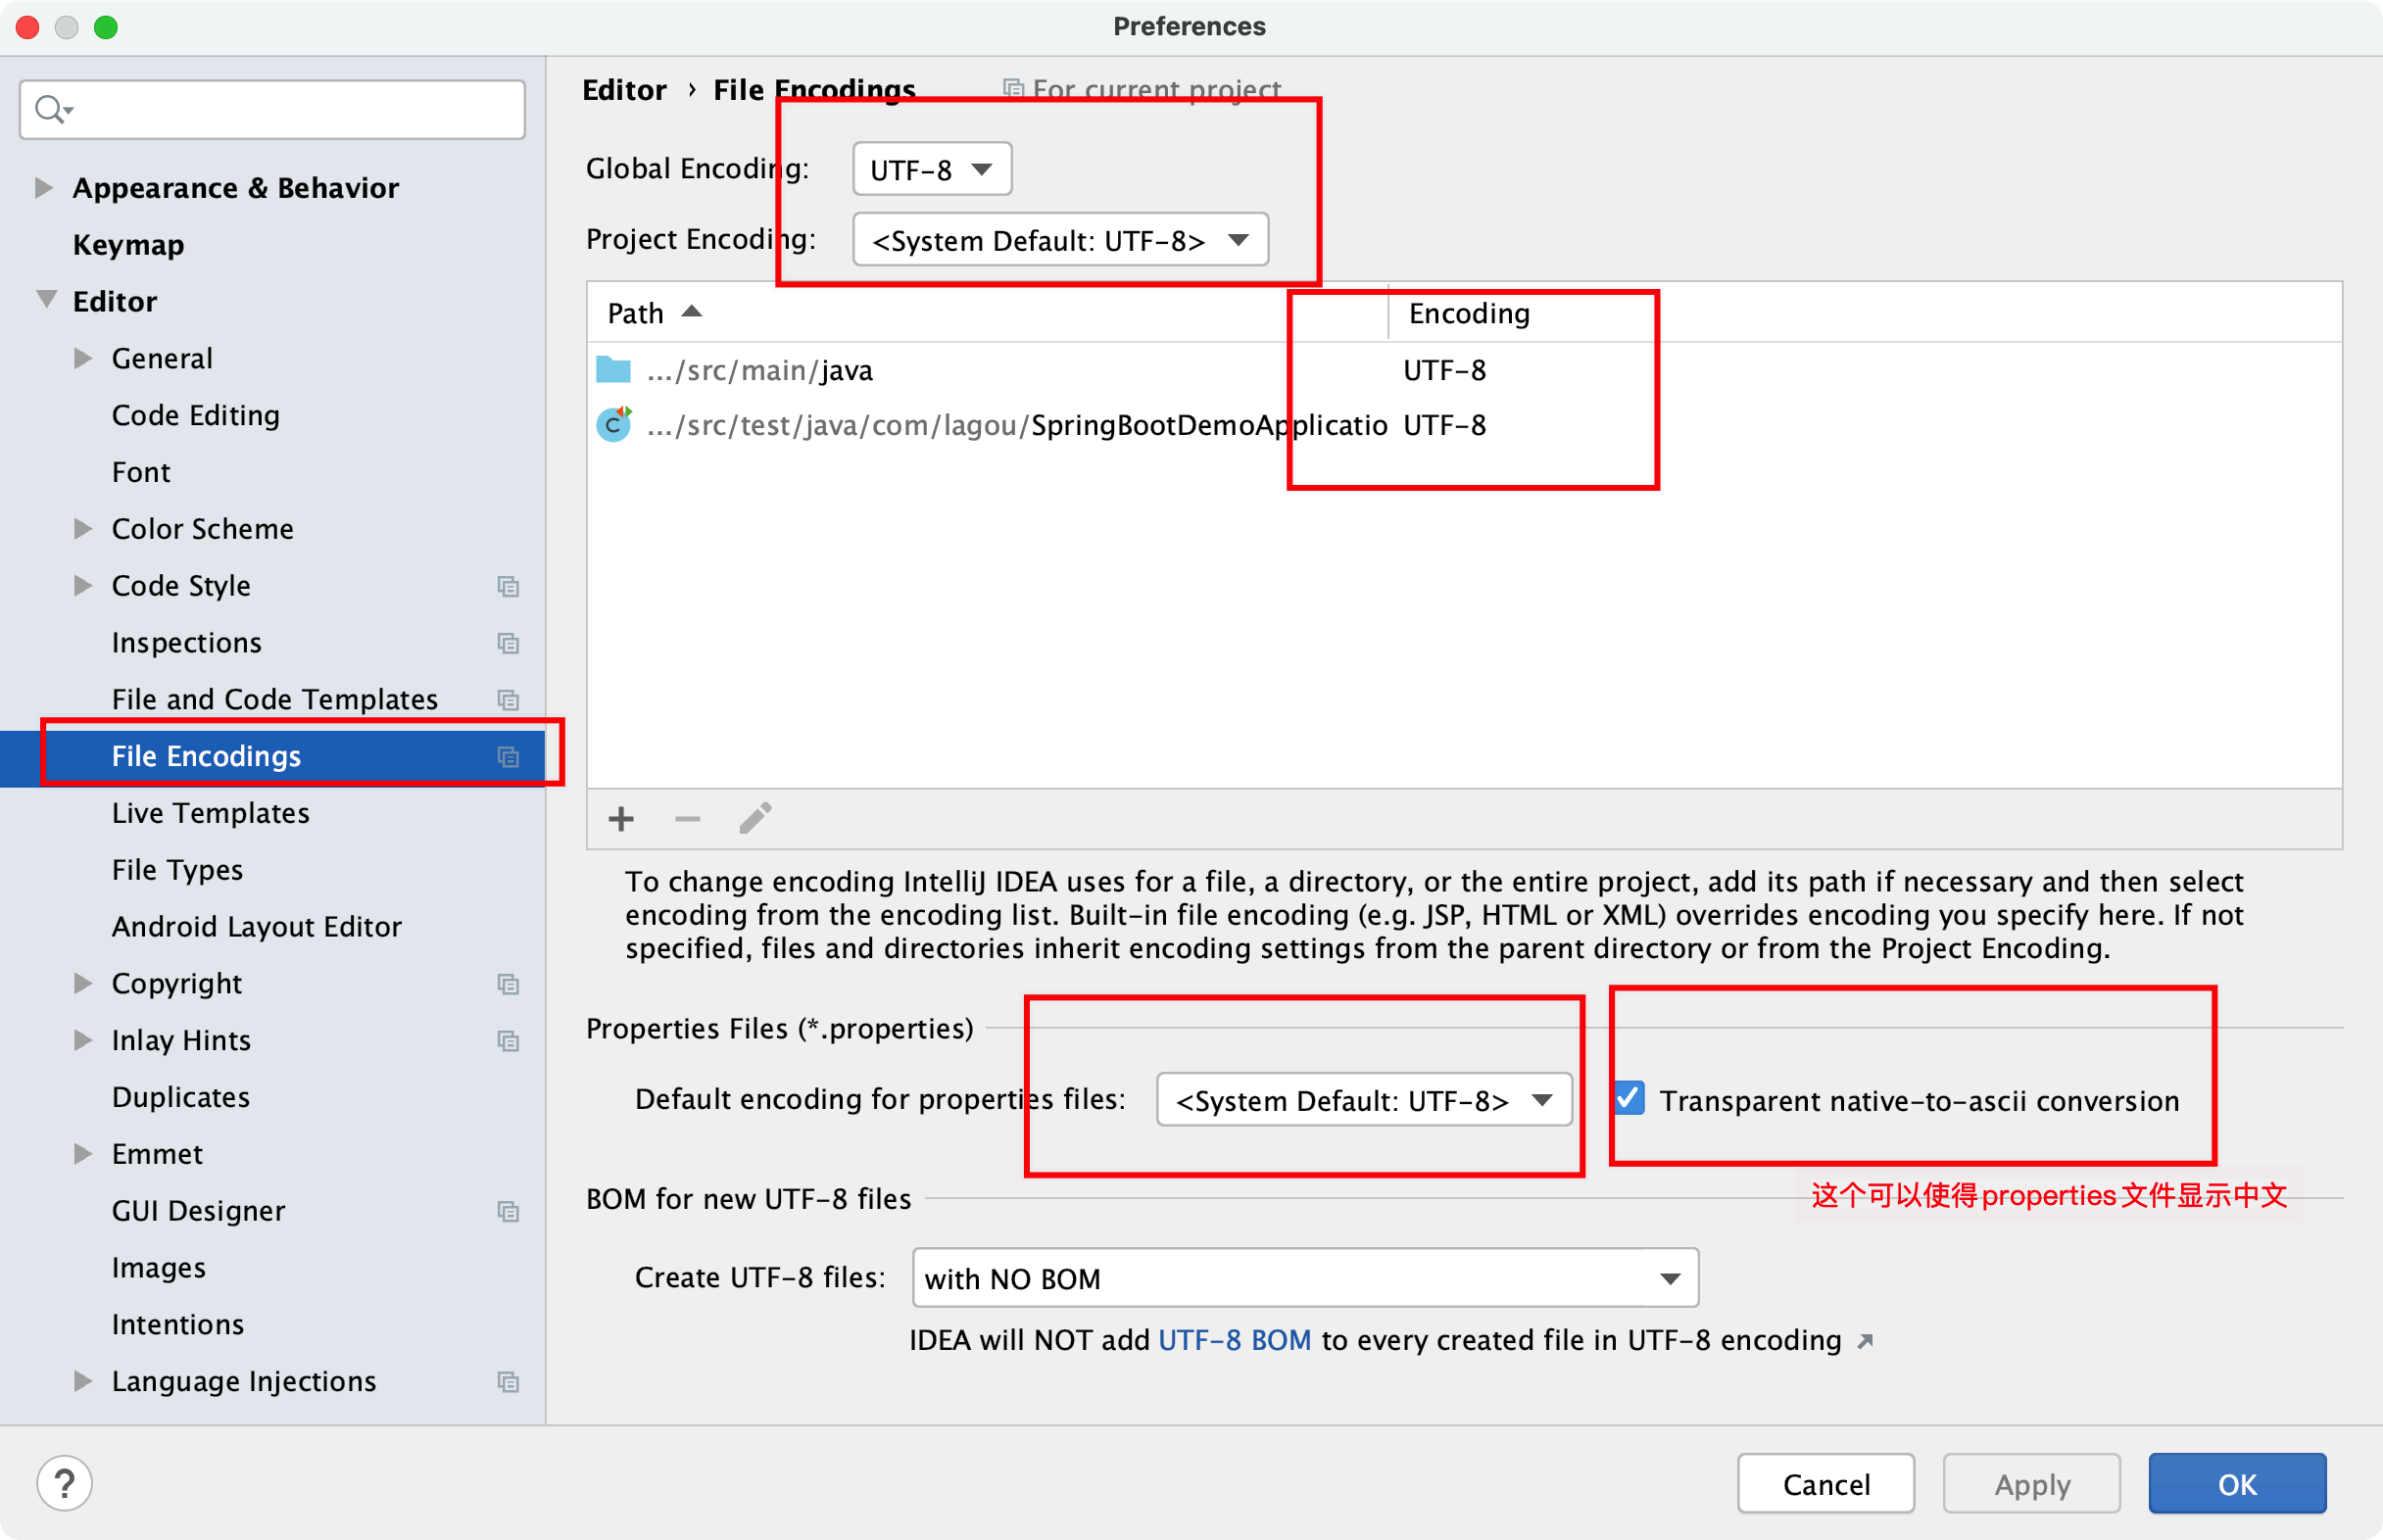 Preferences
Editor › File Encodings For current project
Appearance & Behavior
Keymap
Editor
General
Code Editing
Font
Color Scheme
Code Style
Inspections
File and Code Templates
File Encodings
Live Templates
File Types
Android Layout Editor
Copyright
Inlay Hints
Duplicates
Emmet
GUI Designer
Images
Intentions
Language Injections
Global Encoding: UTF-8
Project Encoding: <System Default: UTF-8>
Path Encoding
.../src/main/java UTF-8
.../src/test/java/com/lagou/SpringBootDemoApplicatio UTF-8
To change encoding IntelliJ IDEA uses for a file, a directory, or the entire project, add its path if necessary and then select
encoding from the encoding list. Built-in file encoding (e.g. JSP, HTML or XML) overrides encoding you specify here. If not
specified, files and directories inherit encoding settings from the parent directory or from the Project Encoding.
Properties Files (*.properties)
Default encoding for properties files: <System Default: UTF-8> Transparent native-to-ascii conversion
这个可以使得properties文件显示中文
BOM for new UTF-8 files
Create UTF-8 files: with NO BOM
IDEA will NOT add UTF-8 BOM to every created file in UTF-8 encoding
?
Cancel Apply OK